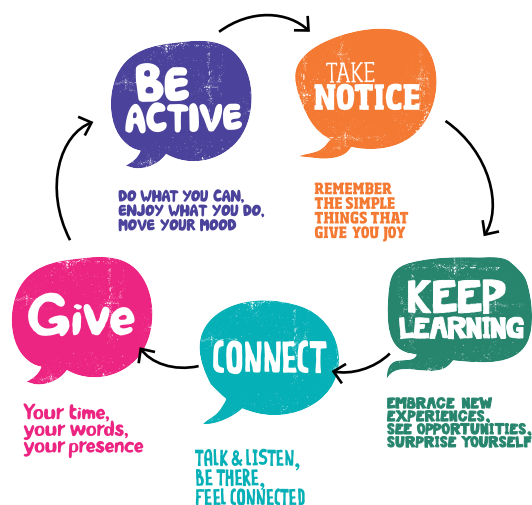 BE
ACTIVE
DO WHAT YOU CAN,
ENJOY WHAT YOU DO,
MOVE YOUR MOOD
TAKE
NOTICE
REMEMBER
THE SIMPLE
THINGS THAT
GIVE YOU JOY
KEEP
LEARNING
EMBRACE NEW
EXPERIENCES,
SEE OPPORTUNITIES,
SURPRISE YOURSELF
CONNECT
TALK & LISTEN,
BE THERE,
FEEL CONNECTED
Give
Your time,
your words,
your presence